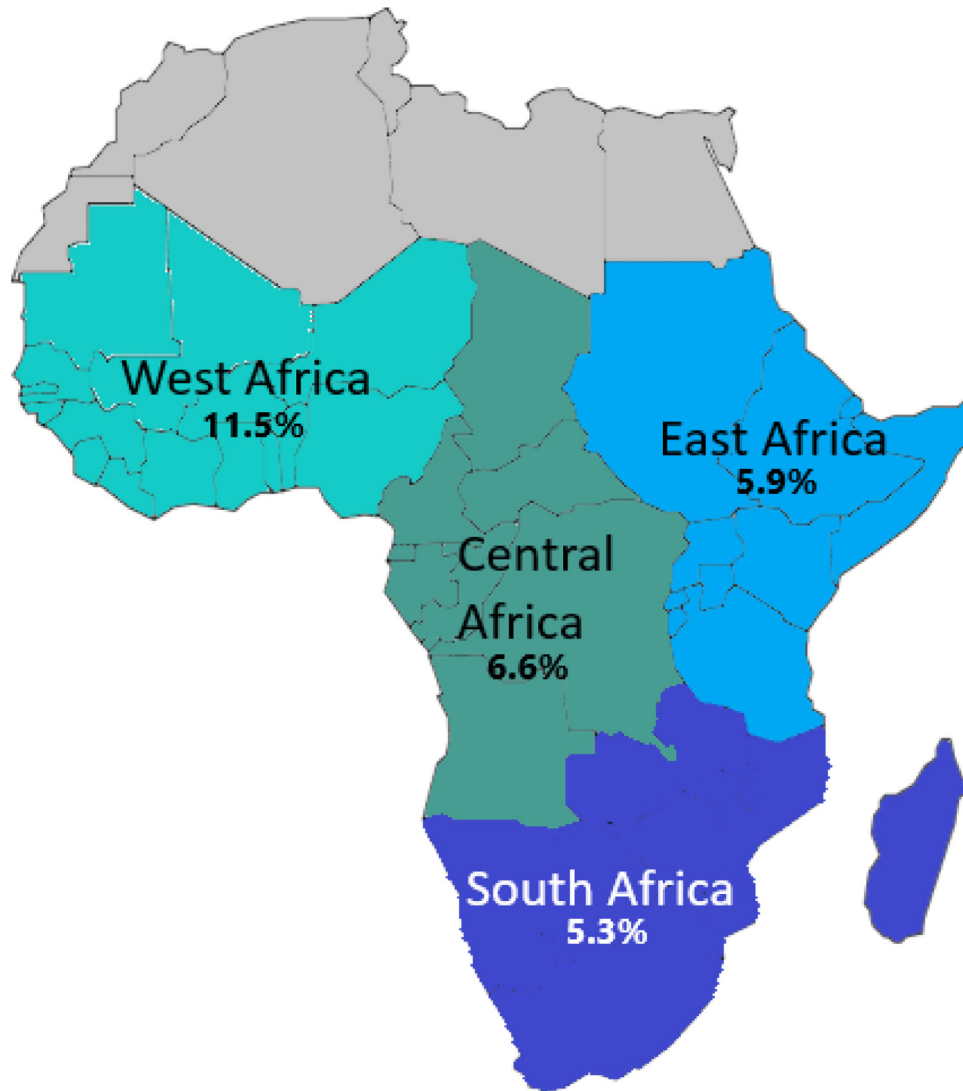 West Africa
11.5%
East Africa
5.9%
Central
Africa
6.6%
South Africa
5.3%